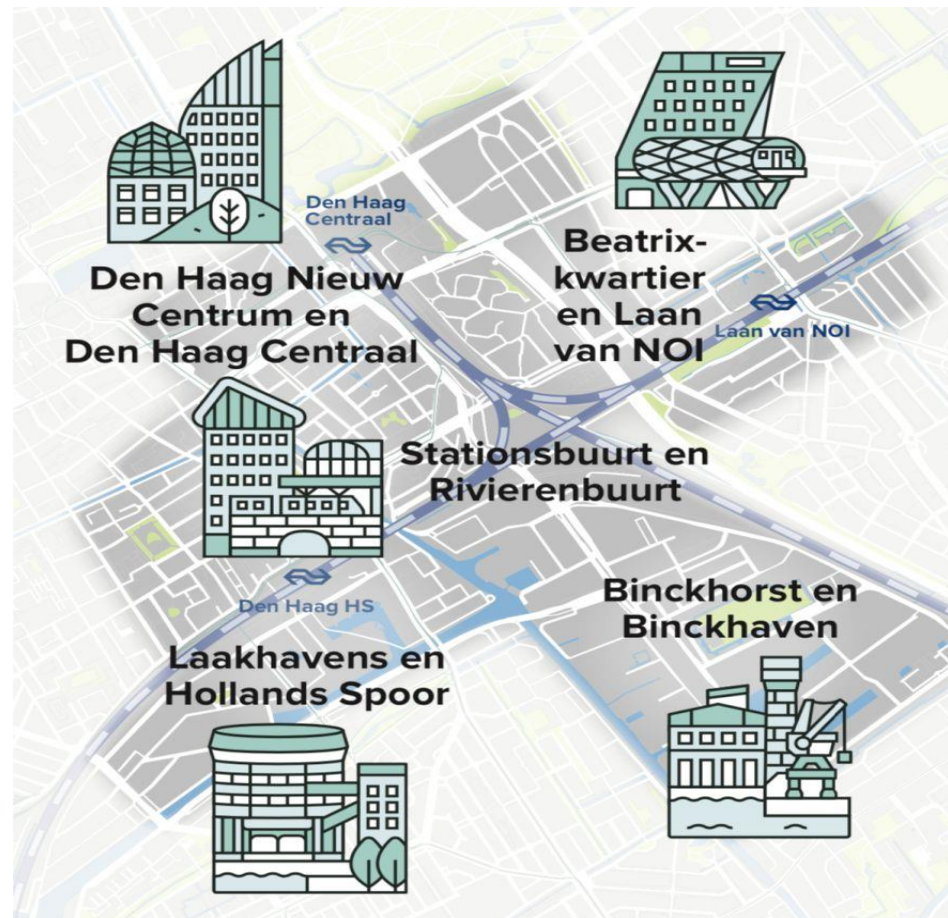 Den Haag
Centraal
Den Haag Nieuw
Centrum en
Den Haag Centraal
Beatrix-
kwartier
en Laan
van NOI
Laan van NOI
Stationsbuurt en
Rivierenbuurt
Den Haag HS
Laakhavens en
Hollands Spoor
Binckhorst en
Binckhaven